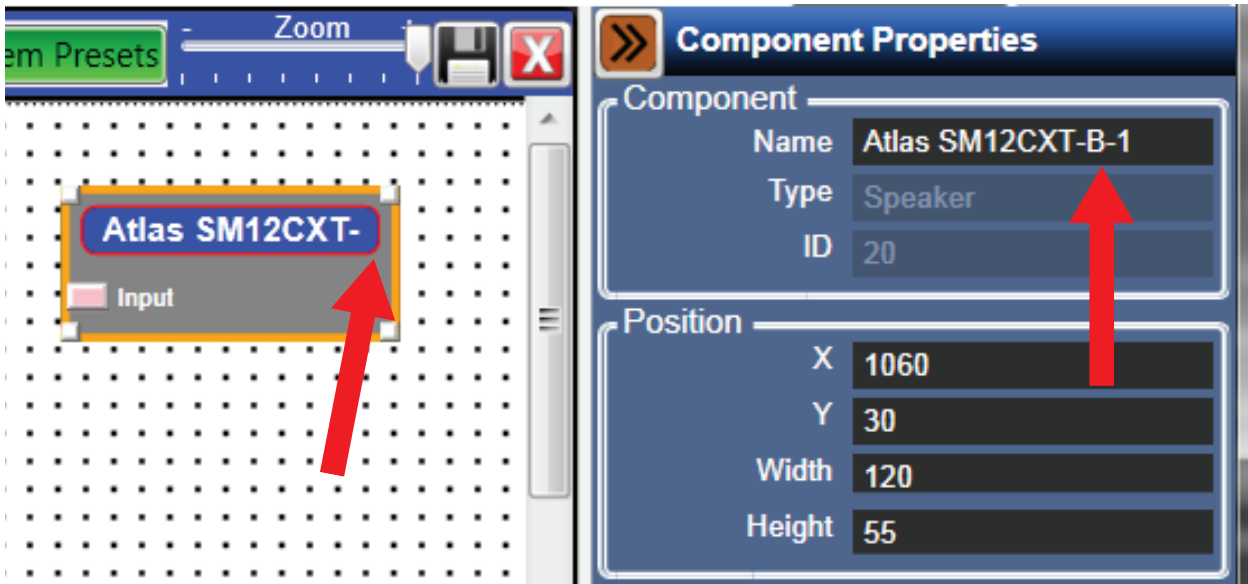 em Presets
- Zoom +
X
Component Properties
Component
Name Atlas SM12CXT-B-1
Type Speaker
ID 20
Atlas SM12CXT-
Input
Position
X 1060
Y 30
Width 120
Height 55